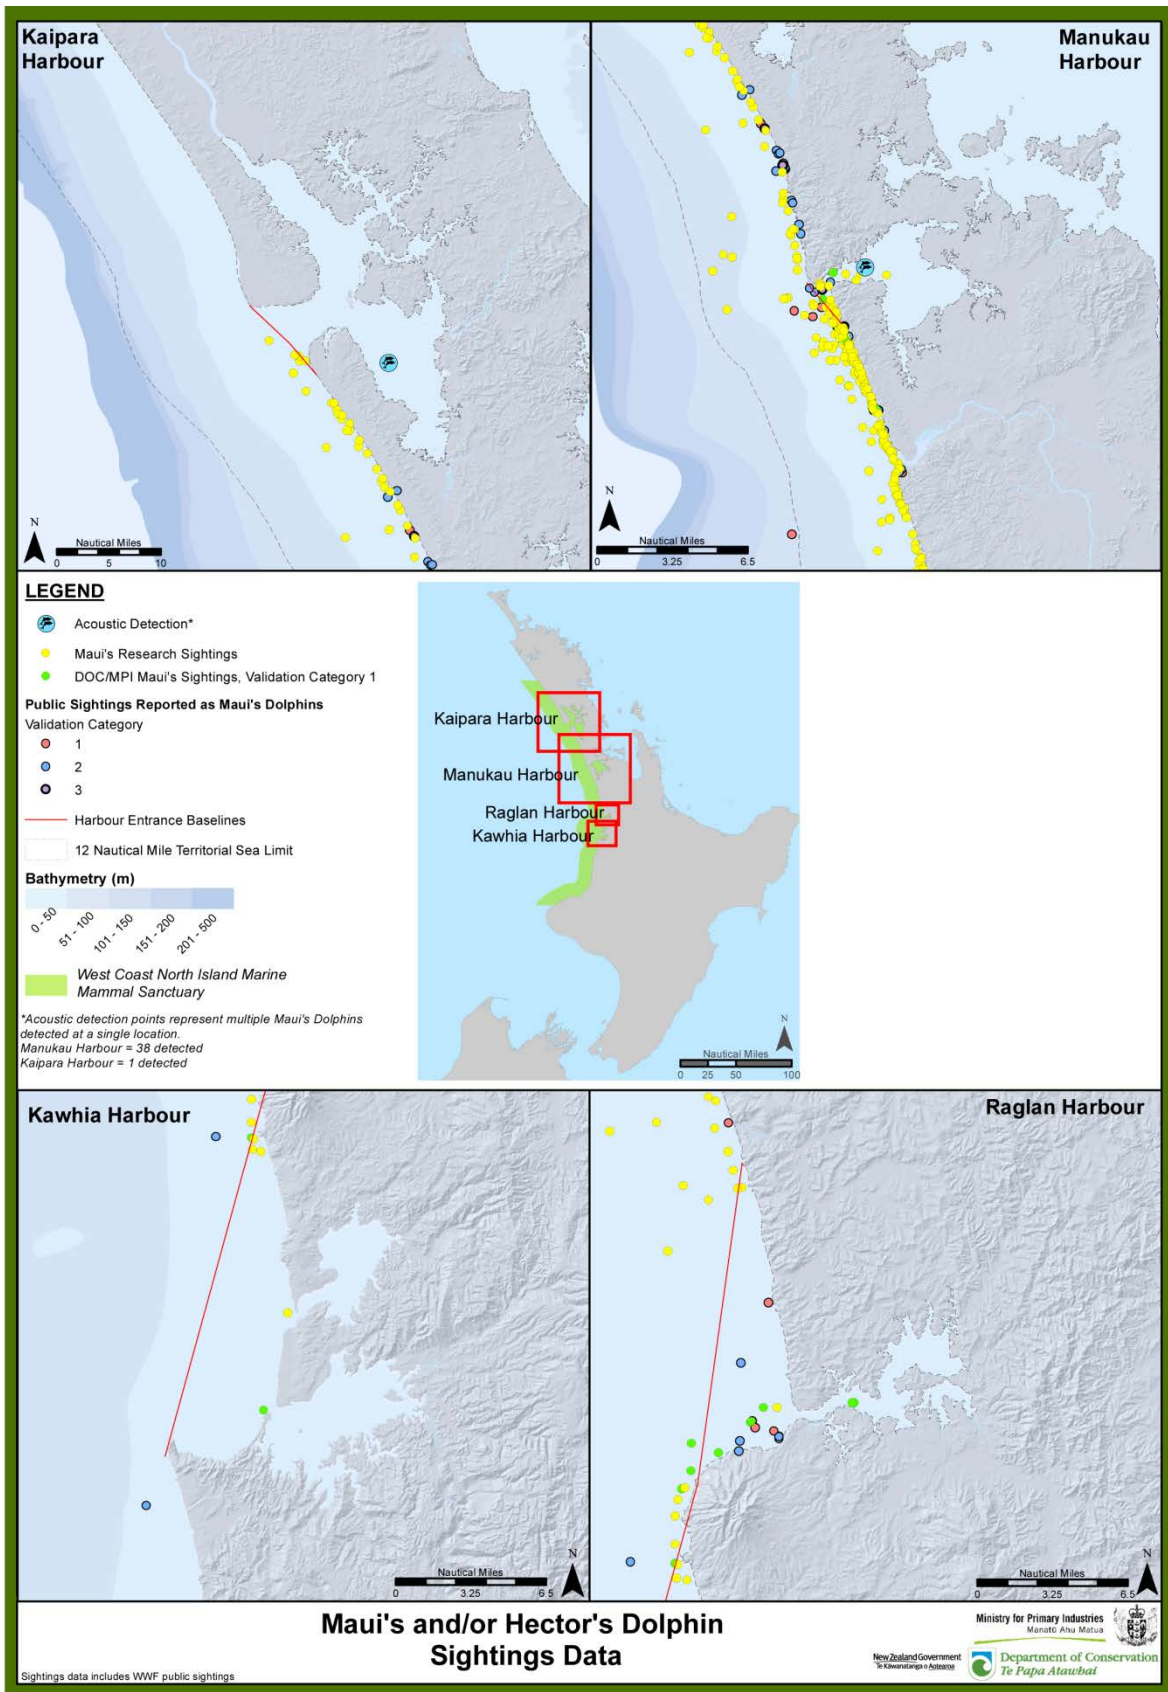 Kaipara
Harbour
N
Nautical Miles
0 5 10
Manukau
Harbour
N
Nautical Miles
0 3.25 6.5
LEGEND
Acoustic Detection*
Maui's Research Sightings
DOC/MPI Maui's Sightings, Validation Category 1
Public Sightings Reported as Maui's Dolphins
Validation Category
1
2
3
Harbour Entrance Baselines
12 Nautical Mile Territorial Sea Limit
Bathymetry (m)
0 - 50
51 - 100
101 - 150
151 - 200
201 - 500
West Coast North Island Marine
Mammal Sanctuary
*Acoustic detection points represent multiple Maui's Dolphins
detected at a single location.
Manukau Harbour = 38 detected
Kaipara Harbour = 1 detected
Kaipara Harbour
Manukau Harbour
Raglan Harbour
Kawhia Harbour
N
Nautical Miles
0 25 50 100
Kawhia Harbour
N
Nautical Miles
0 3.25 6.5
Raglan Harbour
N
Nautical Miles
0 3.25 6.5
Maui's and/or Hector's Dolphin
Sightings Data
Sightings data includes WWF public sightings
Ministry for Primary Industries
Manatū Ahu Matua
New Zealand Government
Te Kāwanatanga o Aotearoa
Department of Conservation
Te Papa Atawhai